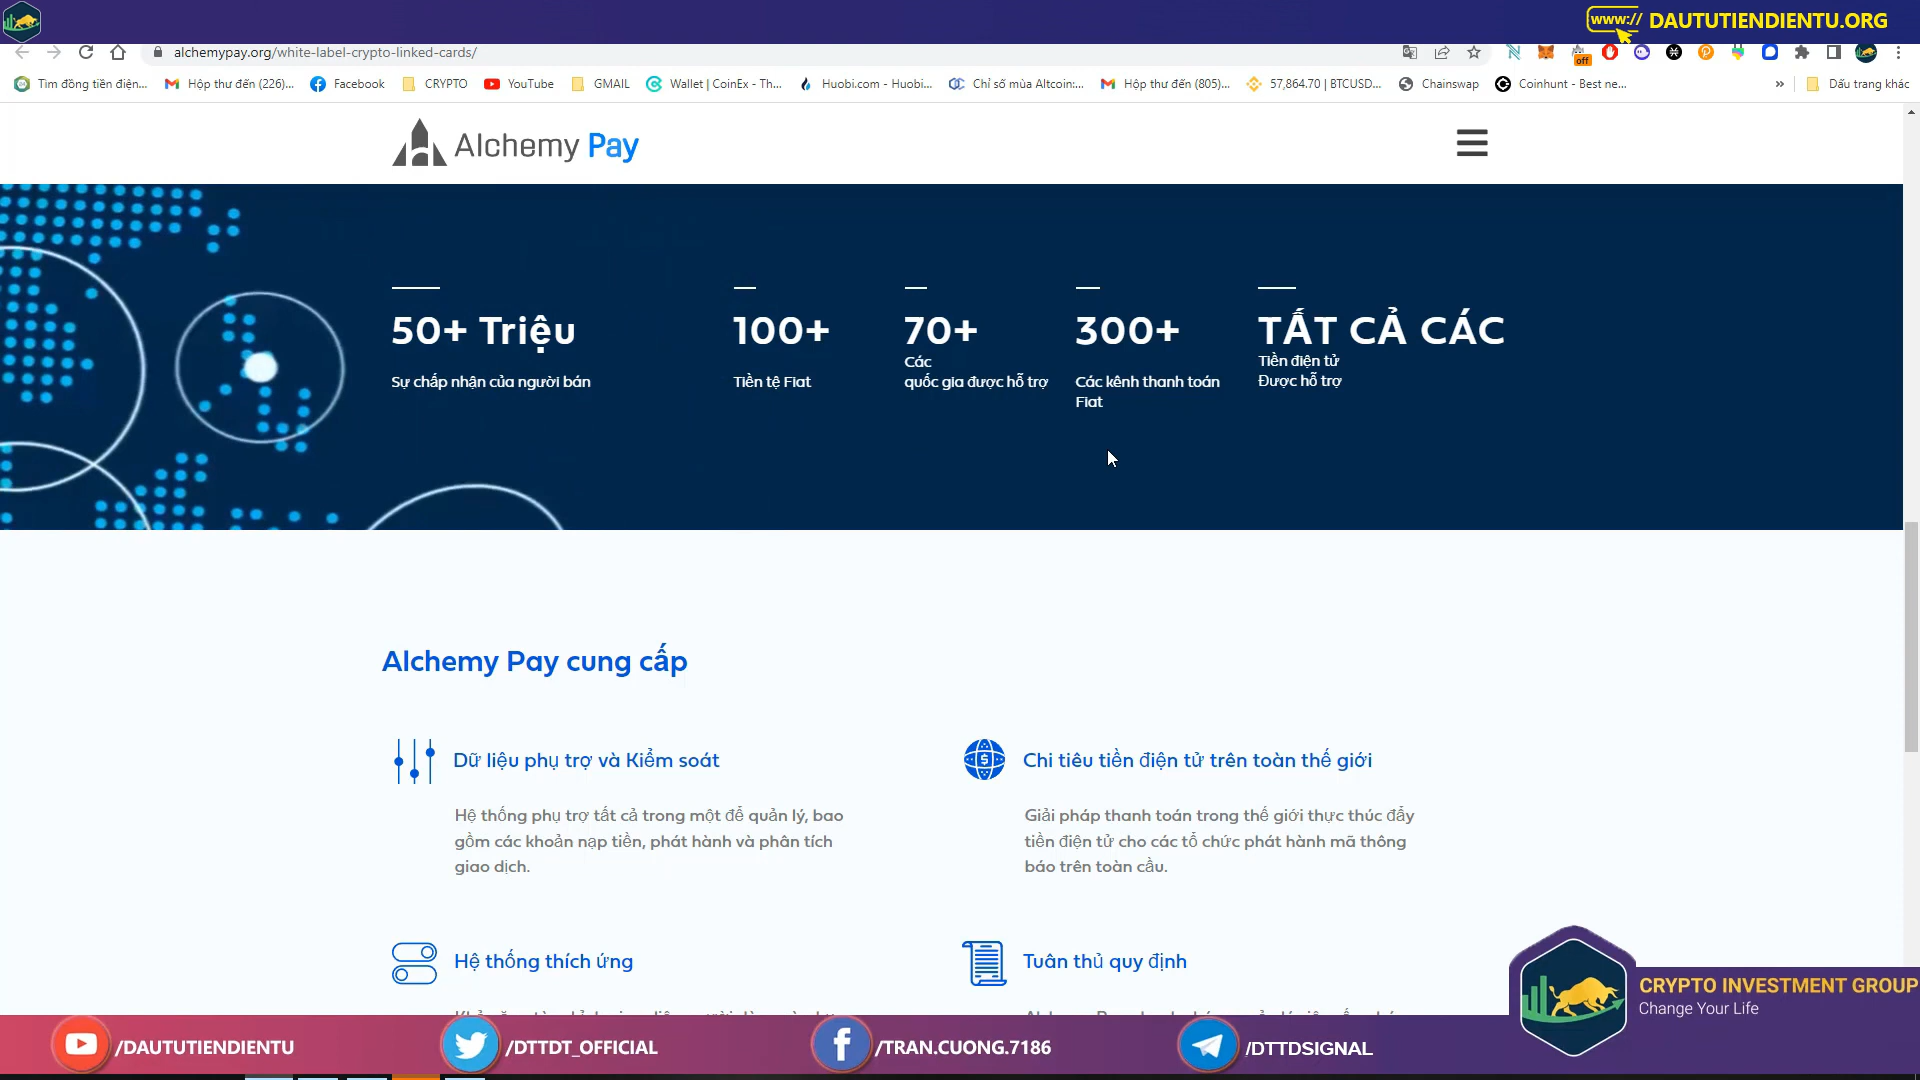 www:// DAUTUTIENDIENTU.ORG
alchemypay.org/white-label-crypto-linked-cards/
off
Tìm đồng tiền điện... Hộp thư đến (226)... Facebook CRYPTO YouTube GMAIL Wallet | CoinEx - Th... Huobi.com - Huobi... Chỉ số mùa Altcoin:... Hộp thư đến (805)... 57,864.70 | BTCUSD... Chainswap Coinhunt - Best ne... » Dấu trang khác
Alchemy Pay
50+ Triệu
Sự chấp nhận của người bán
100+
Tiền tệ Fiat
70+
Các
quốc gia được hỗ trợ
300+
Các kênh thanh toán
Fiat
TẤT CẢ CÁC
Tiền điện tử
Được hỗ trợ
Alchemy Pay cung cấp
Dữ liệu phụ trợ và Kiểm soát
Hệ thống phụ trợ tất cả trong một để quản lý, bao
gồm các khoản nạp tiền, phát hành và phân tích
giao dịch.
Chi tiêu tiền điện tử trên toàn thế giới
Giải pháp thanh toán trong thế giới thực thúc đẩy
tiền điện tử cho các tổ chức phát hành mã thông
báo trên toàn cầu.
Hệ thống thích ứng
Tuân thủ quy định
CRYPTO INVESTMENT GROUP
Change Your Life
/DAUTUTIENDIENTU /DTTDT_OFFICIAL /TRAN.CUONG.7186 /DTTDSIGNAL